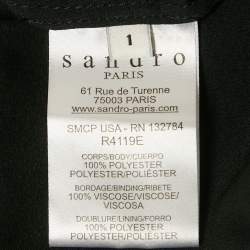 1
sandro
PARIS
61 Rue de Turenne
75003 PARIS
www.sandro-paris.com
SMCP USA - RN 132784
R4119E
CORPS/BODY/CUERPO
100% POLYESTER
POLYESTER/POLIÉSTER
BORDAGE/BINDING/RIBETE
100% VISCOSE/VISCOSE/
VISCOSA
DOUBLURE/LINING/FORRO
100% POLYESTER
POLYESTER/POLIÉSTER